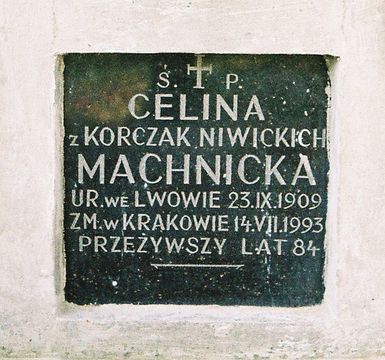 Ś. P.
CELINA
z KORCZAK NIWICKICH
MACHNICKA
UR. WE LWOWIE 23.IX.1909
ZM. W KRAKOWIE 14.VII.1993
PRZEŻYWSZY LAT 84